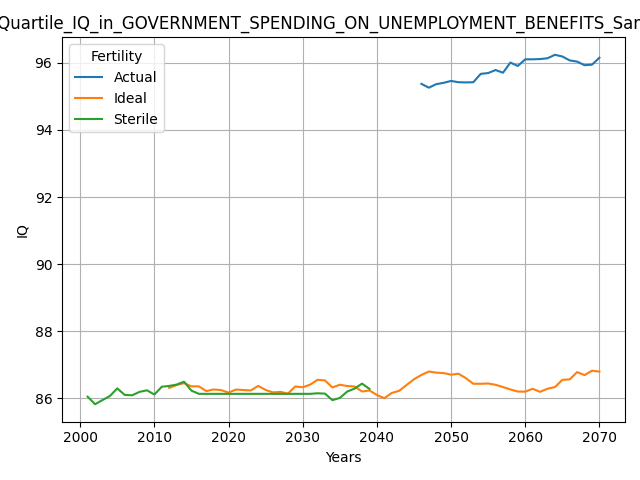 Quartile_IQ_in_GOVERNMENT_SPENDING_ON_UNEMPLOYMENT_BENEFITS_Sam
Fertility
Actual
Ideal
Sterile
96
94
92
90
88
86
IQ
2000 2010 2020 2030 2040 2050 2060 2070
Years